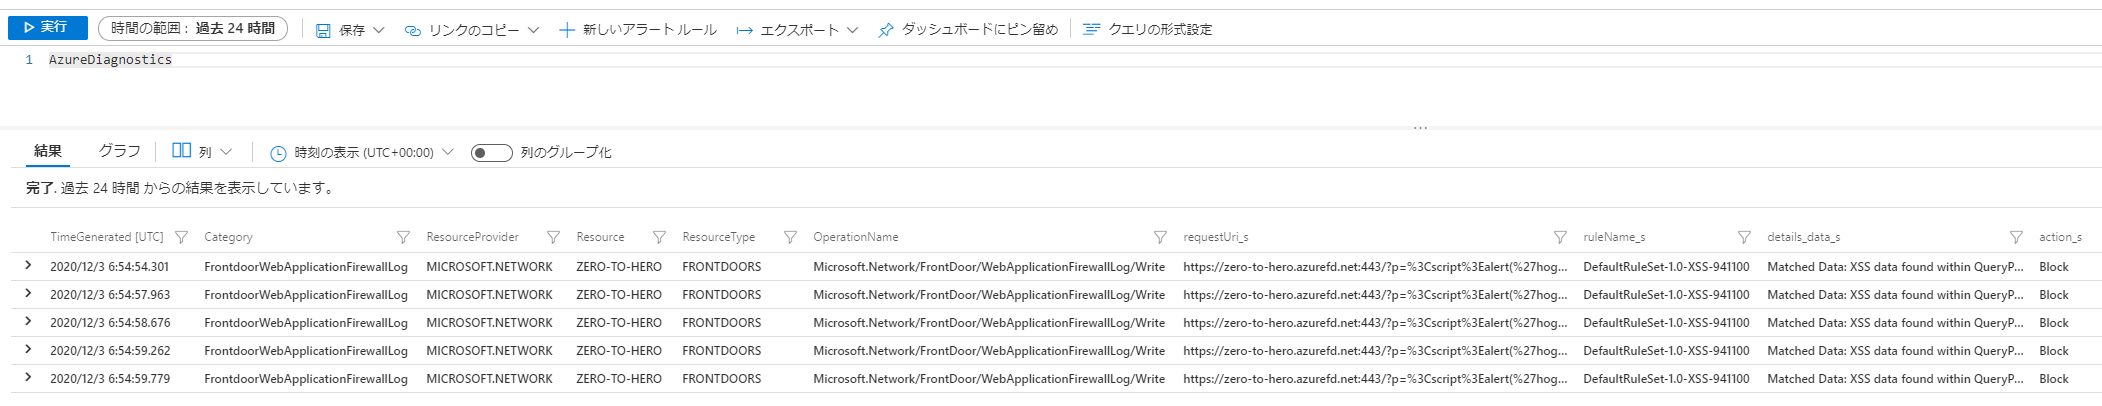 実行 時間の範囲 : 過去 24 時間 保存 リンクのコピー 新しいアラート ルール エクスポート ダッシュボードにピン留め クエリの形式設定
1 AzureDiagnostics
...
結果 グラフ 列 時刻の表示 (UTC+00:00) 列のグループ化
完了. 過去 24 時間 からの結果を表示しています。
TimeGenerated [UTC] Category ResourceProvider Resource ResourceType OperationName requestUri_s ruleName_s details_data_s action_s
2020/12/3 6:54:54.301 FrontdoorWebApplicationFirewallLog MICROSOFT.NETWORK ZERO-TO-HERO FRONTDOORS Microsoft.Network/FrontDoor/WebApplicationFirewallLog/Write https://zero-to-hero.azurefd.net:443/?p=%3Cscript%3Ealert(%27hog... DefaultRuleSet-1.0-XSS-941100 Matched Data: XSS data found within QueryP... Block
2020/12/3 6:54:57.963 FrontdoorWebApplicationFirewallLog MICROSOFT.NETWORK ZERO-TO-HERO FRONTDOORS Microsoft.Network/FrontDoor/WebApplicationFirewallLog/Write https://zero-to-hero.azurefd.net:443/?p=%3Cscript%3Ealert(%27hog... DefaultRuleSet-1.0-XSS-941100 Matched Data: XSS data found within QueryP... Block
2020/12/3 6:54:58.676 FrontdoorWebApplicationFirewallLog MICROSOFT.NETWORK ZERO-TO-HERO FRONTDOORS Microsoft.Network/FrontDoor/WebApplicationFirewallLog/Write https://zero-to-hero.azurefd.net:443/?p=%3Cscript%3Ealert(%27hog... DefaultRuleSet-1.0-XSS-941100 Matched Data: XSS data found within QueryP... Block
2020/12/3 6:54:59.262 FrontdoorWebApplicationFirewallLog MICROSOFT.NETWORK ZERO-TO-HERO FRONTDOORS Microsoft.Network/FrontDoor/WebApplicationFirewallLog/Write https://zero-to-hero.azurefd.net:443/?p=%3Cscript%3Ealert(%27hog... DefaultRuleSet-1.0-XSS-941100 Matched Data: XSS data found within QueryP... Block
2020/12/3 6:54:59.779 FrontdoorWebApplicationFirewallLog MICROSOFT.NETWORK ZERO-TO-HERO FRONTDOORS Microsoft.Network/FrontDoor/WebApplicationFirewallLog/Write https://zero-to-hero.azurefd.net:443/?p=%3Cscript%3Ealert(%27hog... DefaultRuleSet-1.0-XSS-941100 Matched Data: XSS data found within QueryP... Block